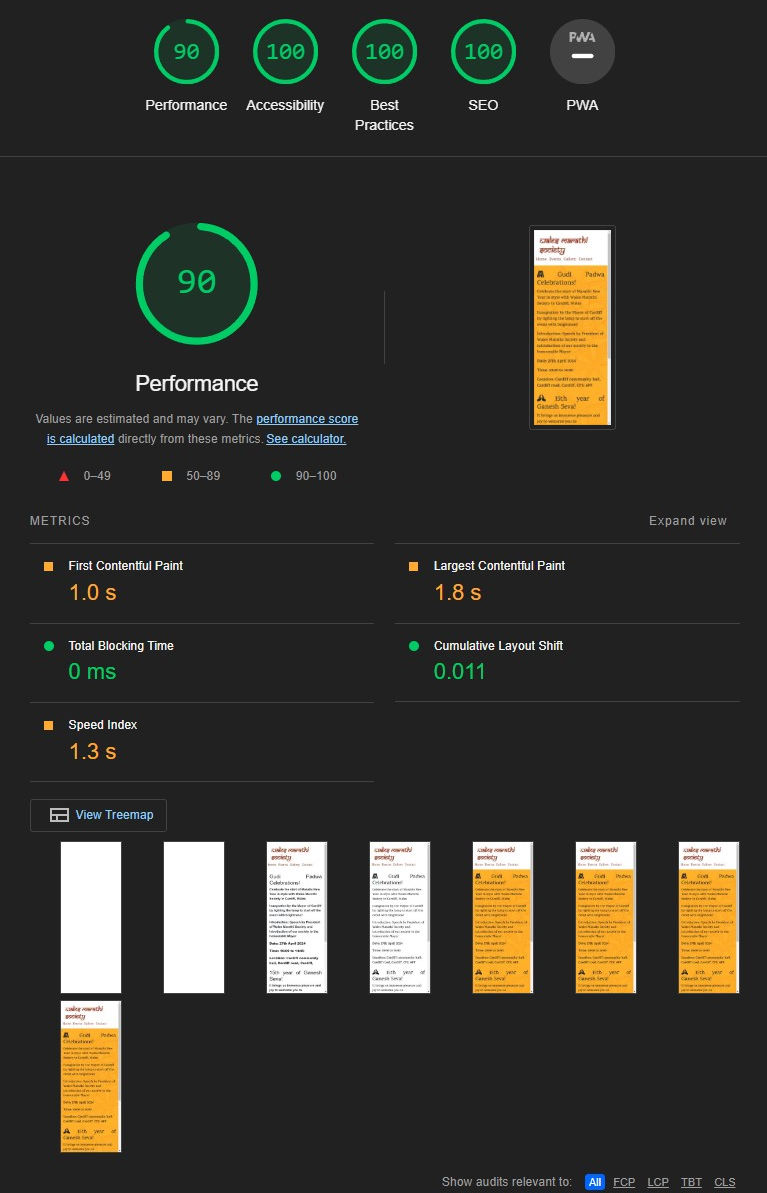 90
100
100
100
PWA
Performance
Accessibility
Best
Practices
SEO
PWA
90
Performance
Values are estimated and may vary. The performance score
is calculated directly from these metrics. See calculator.
0–49
50–89
90–100
wales marathi
society
Home Events Gallery Contact
Gudi Padwa
Celebrations!
Celebrate the start of Marathi New
Year in style with Wales Marathi
Society in Cardiff, Wales
Inauguration by the Mayor of Cardiff
by lighting the lamp to start off the
event with brightness!
Introductory Speech by President of
Wales Marathi Society and
introduction of our society to the
honourable Mayor
Date: 27th April 2024
Time: 10:00 to 16:00
Location: Cardiff community hall,
Cardiff road, Cardiff, CF5 4FF
15th year of
Ganesh Seva!
It brings us immense pleasure and
joy to welcome you to
METRICS
Expand view
First Contentful Paint
1.0 s
Largest Contentful Paint
1.8 s
Total Blocking Time
0 ms
Cumulative Layout Shift
0.011
Speed Index
1.3 s
View Treemap
Show audits relevant to:
All
FCP
LCP
TBT
CLS